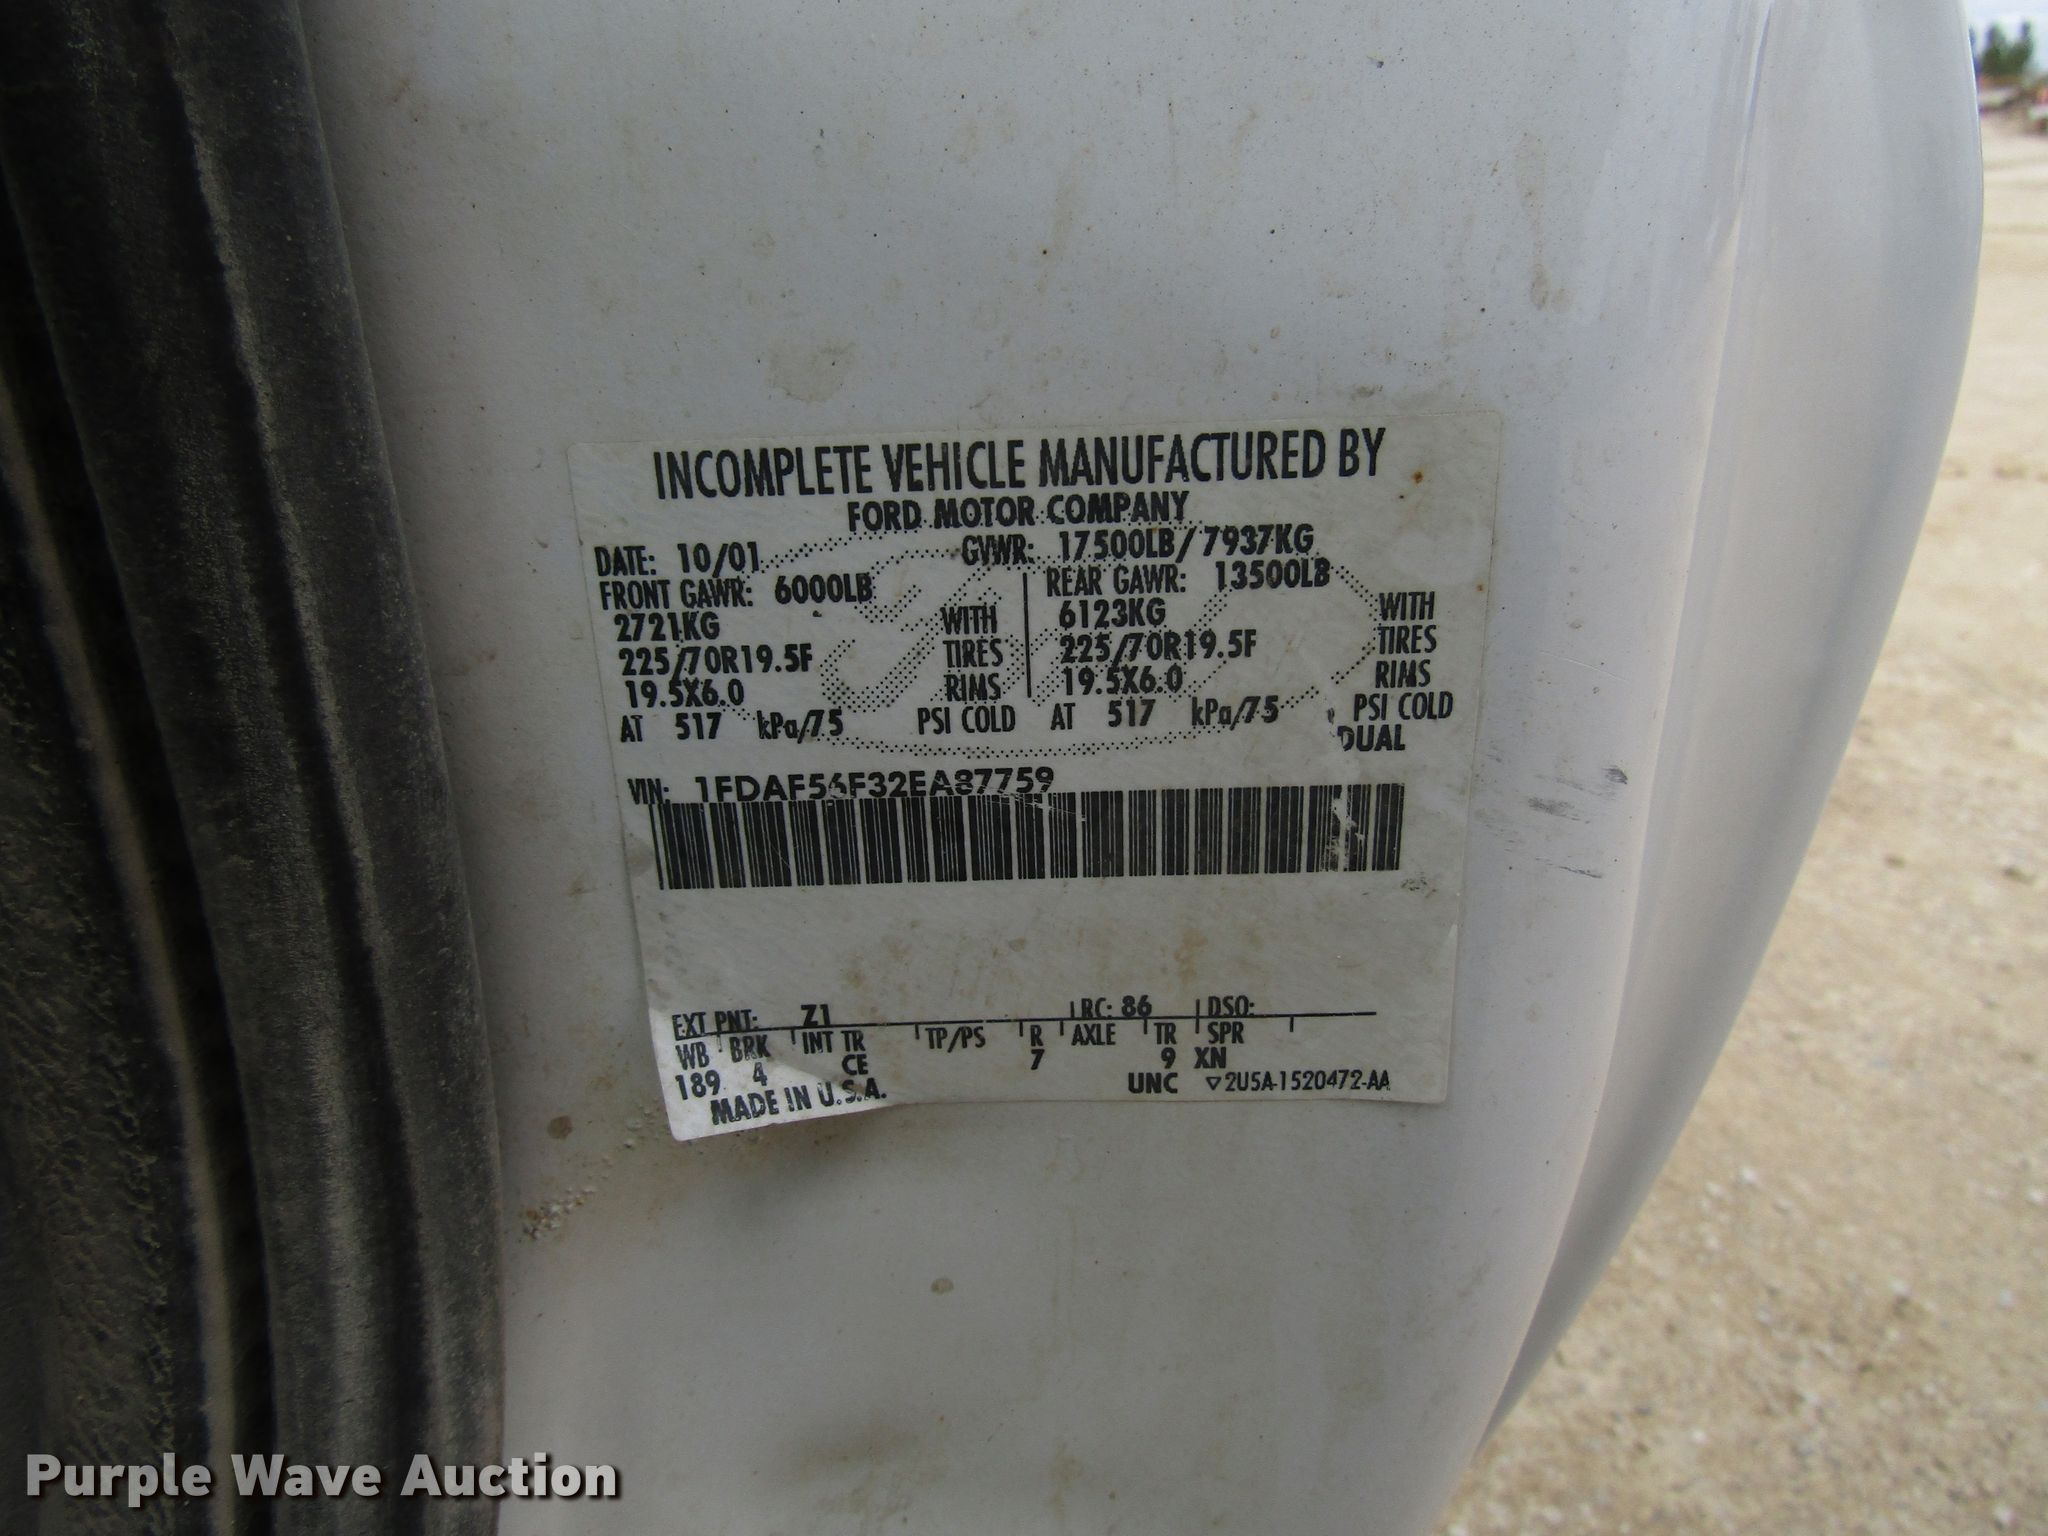 INCOMPLETE VEHICLE MANUFACTURED BY
FORD MOTOR COMPANY
DATE: 10/01 GVWR: 17500LB/ 7937KG
FRONT GAWR: 6000LB REAR GAWR: 13500LB
2721KG WITH 6123KG WITH
225/70R19.5F TIRES 225/70R19.5F TIRES
19.5X6.0 RIMS 19.5X6.0 RIMS
AT 517 kPa/75 PSI COLD AT 517 kPa/75 PSI COLD
DUAL
VIN: 1FDAF56F32EA87759
EXT PNT: Z1 RC: 86 DSO:
WB BRK INT TR TP/PS R AXLE TR SPR
189 4 CE 7 9 XN
MADE IN U.S.A. UNC ▽2U5A-1520472-AA
Ford
Purple Wave Auction